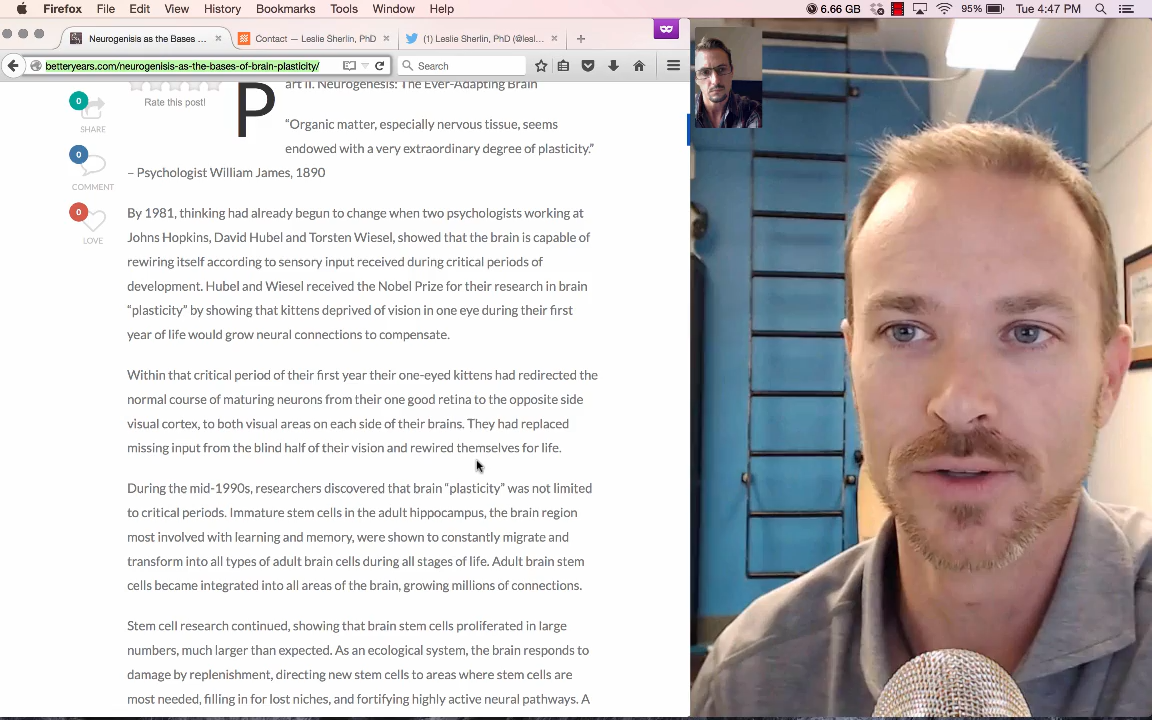 Firefox File Edit View History Bookmarks Tools Window Help 6.66 GB 95% Tue 4:47 PM
Neurogenisis as the Bases ... × Contact — Leslie Sherlin, PhD × (1) Leslie Sherlin, PhD (@lesl... × +
betteryears.com/neurogenisis-as-the-bases-of-brain-plasticity/ Search
0
SHARE
0
COMMENT
0
LOVE
Rate this post!
Part II. Neurogenesis: The Ever-Adapting Brain
“Organic matter, especially nervous tissue, seems
endowed with a very extraordinary degree of plasticity.”
– Psychologist William James, 1890
By 1981, thinking had already begun to change when two psychologists working at
Johns Hopkins, David Hubel and Torsten Wiesel, showed that the brain is capable of
rewiring itself according to sensory input received during critical periods of
development. Hubel and Wiesel received the Nobel Prize for their research in brain
“plasticity” by showing that kittens deprived of vision in one eye during their first
year of life would grow neural connections to compensate.
Within that critical period of their first year their one-eyed kittens had redirected the
normal course of maturing neurons from their one good retina to the opposite side
visual cortex, to both visual areas on each side of their brains. They had replaced
missing input from the blind half of their vision and rewired themselves for life.
During the mid-1990s, researchers discovered that brain “plasticity” was not limited
to critical periods. Immature stem cells in the adult hippocampus, the brain region
most involved with learning and memory, were shown to constantly migrate and
transform into all types of adult brain cells during all stages of life. Adult brain stem
cells became integrated into all areas of the brain, growing millions of connections.
Stem cell research continued, showing that brain stem cells proliferated in large
numbers, much larger than expected. As an ecological system, the brain responds to
damage by replenishment, directing new stem cells to areas where stem cells are
most needed, filling in for lost niches, and fortifying highly active neural pathways. A